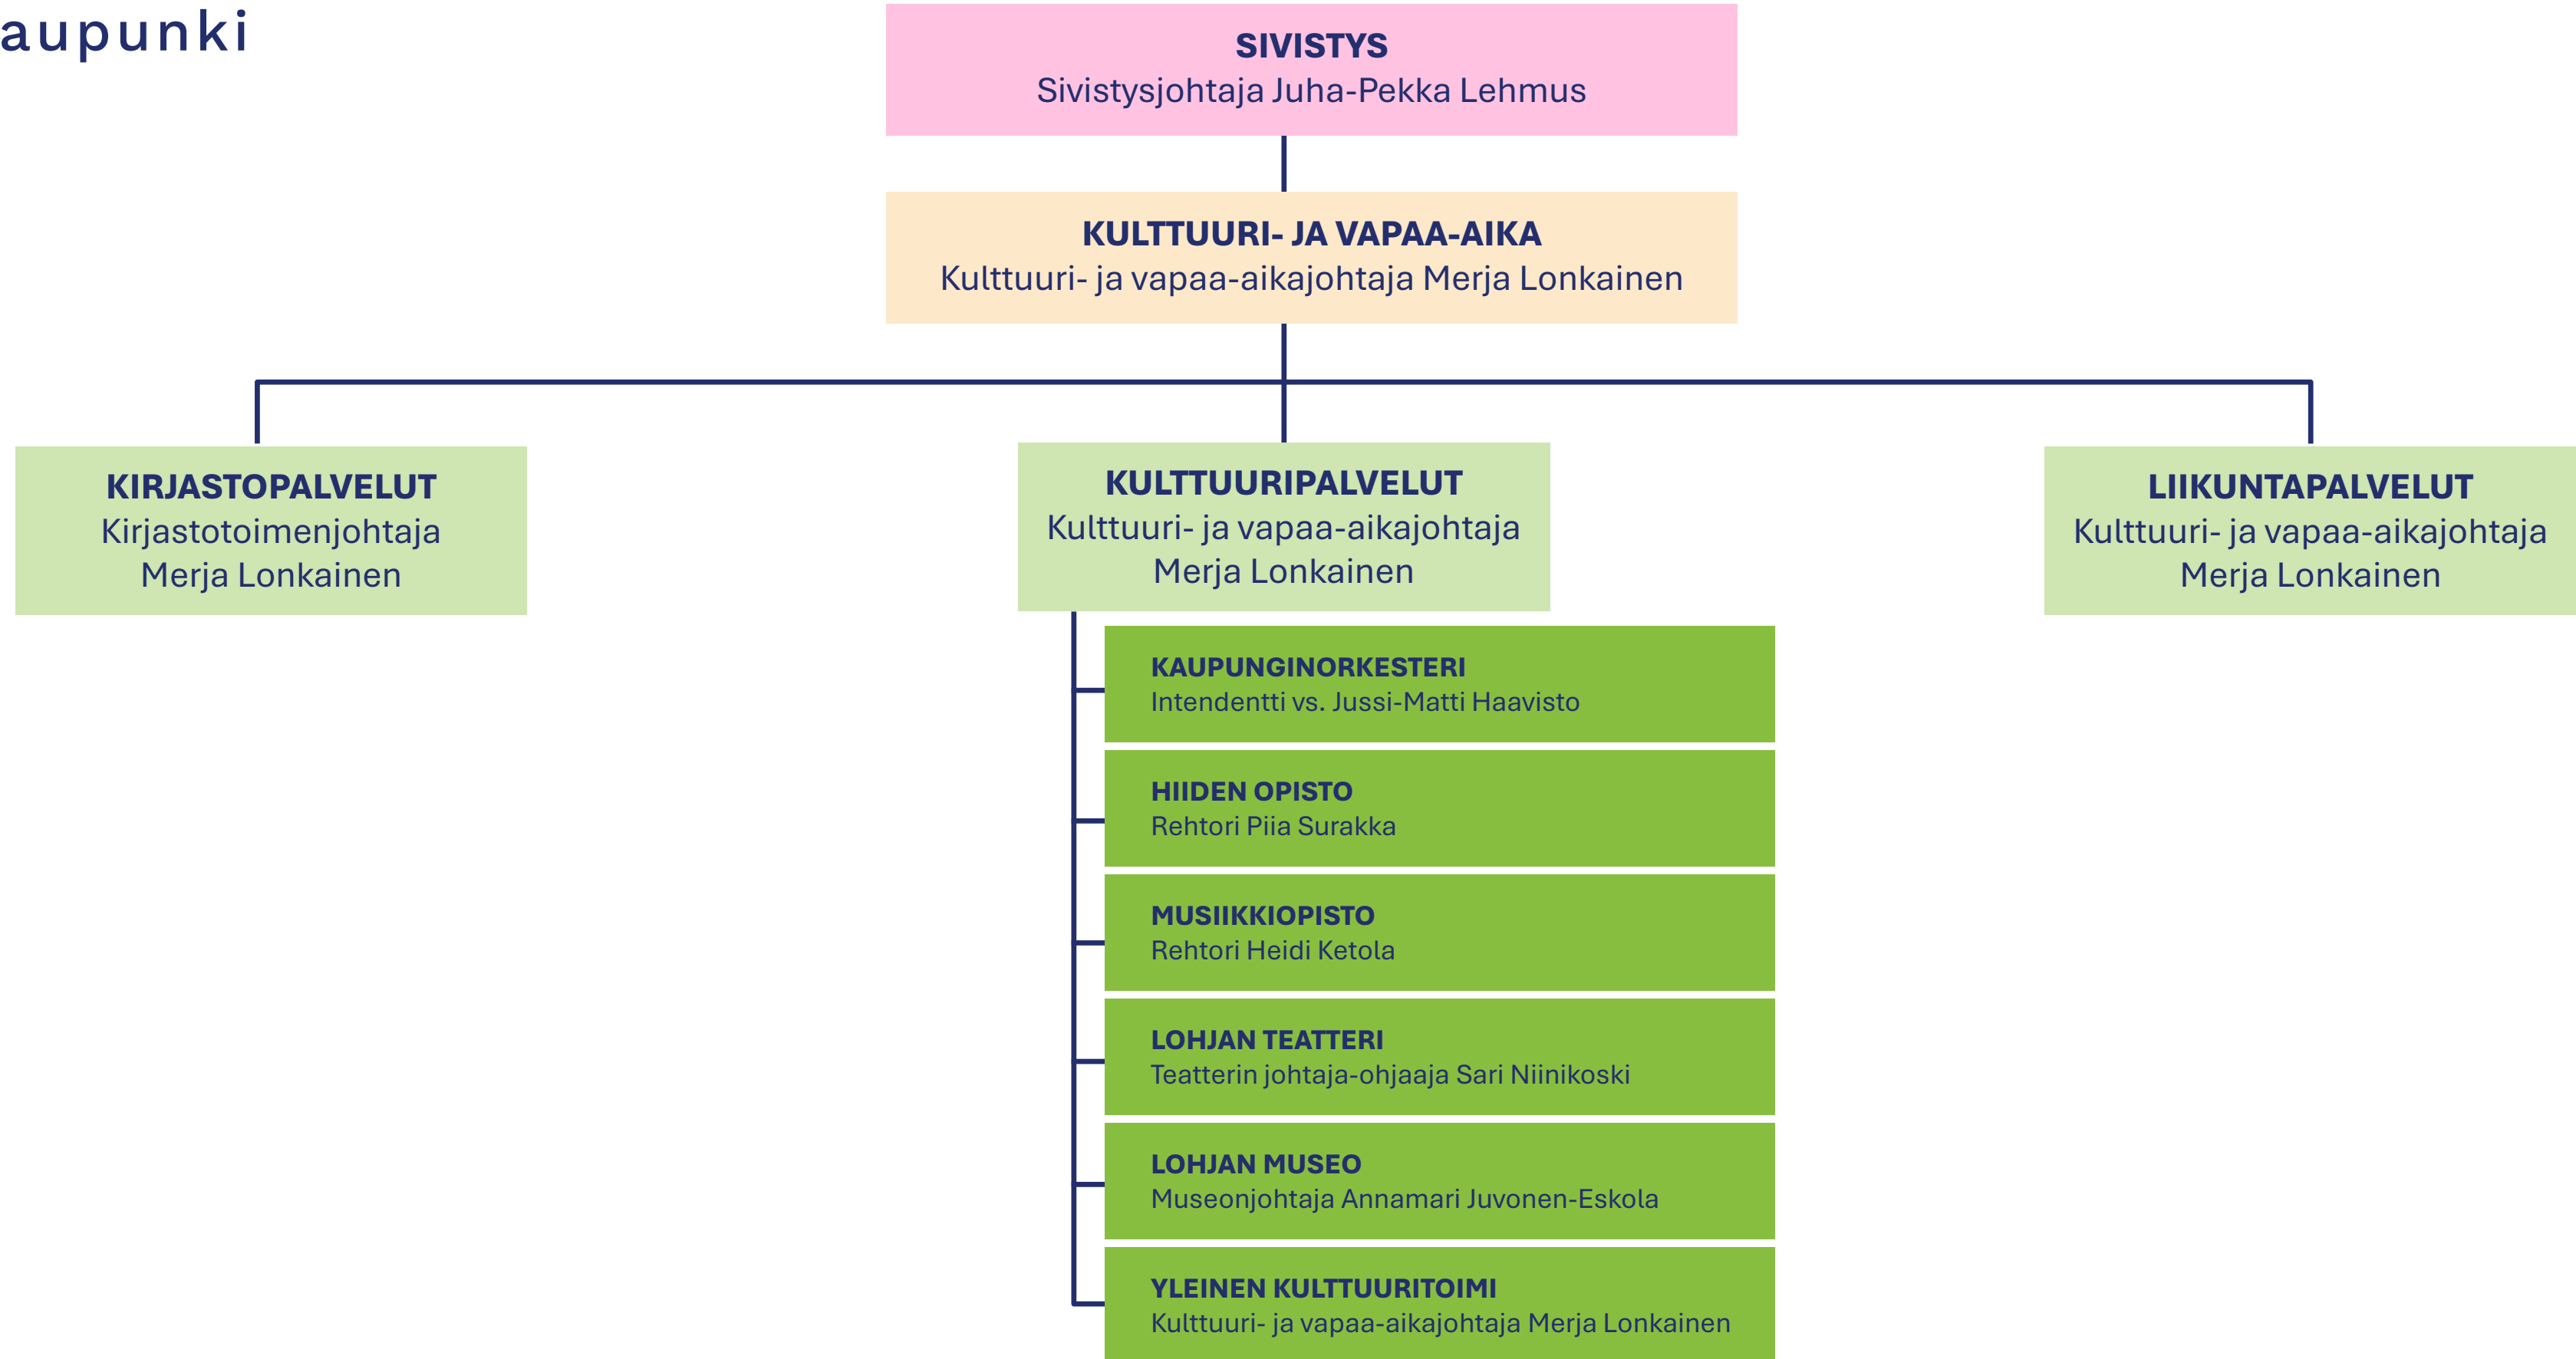 aupunki
SIVISTYS
Sivistysjohtaja Juha-Pekka Lehmus
KULTTUURI- JA VAPAA-AIKA
Kulttuuri- ja vapaa-aikajohtaja Merja Lonkainen
KIRJASTOPALVELUT
Kirjastotoimenjohtaja
Merja Lonkainen
KULTTUURIPALVELUT
Kulttuuri- ja vapaa-aikajohtaja
Merja Lonkainen
LIIKUNTAPALVELUT
Kulttuuri- ja vapaa-aikajohtaja
Merja Lonkainen
KAUPUNGINORKESTERI
Intendentti vs. Jussi-Matti Haavisto
HIIDEN OPISTO
Rehtori Piia Surakka
MUSIIKKIOPISTO
Rehtori Heidi Ketola
LOHJAN TEATTERI
Teatterin johtaja-ohjaaja Sari Niinikoski
LOHJAN MUSEO
Museonjohtaja Annamari Juvonen-Eskola
YLEINEN KULTTUURITOIMI
Kulttuuri- ja vapaa-aikajohtaja Merja Lonkainen